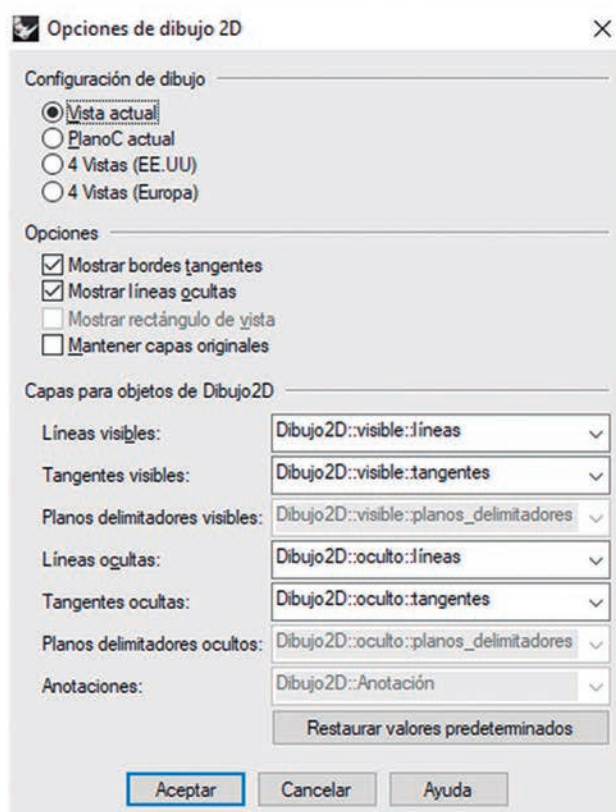 Opciones de dibujo 2D
Configuración de dibujo
Vista actual
PlanoC actual
4 Vistas (EE.UU)
4 Vistas (Europa)
Opciones
Mostrar bordes tangentes
Mostrar líneas ocultas
Mostrar rectángulo de vista
Mantener capas originales
Capas para objetos de Dibujo2D
Líneas visibles: Dibujo2D::visible::líneas
Tangentes visibles: Dibujo2D::visible::tangentes
Planos delimitadores visibles: Dibujo2D::visible::planos_delimitadores
Líneas ocultas: Dibujo2D::oculto::líneas
Tangentes ocultas: Dibujo2D::oculto::tangentes
Planos delimitadores ocultos: Dibujo2D::oculto::planos_delimitadores
Anotaciones: Dibujo2D::Anotación
Restaurar valores predeterminados
Aceptar Cancelar Ayuda